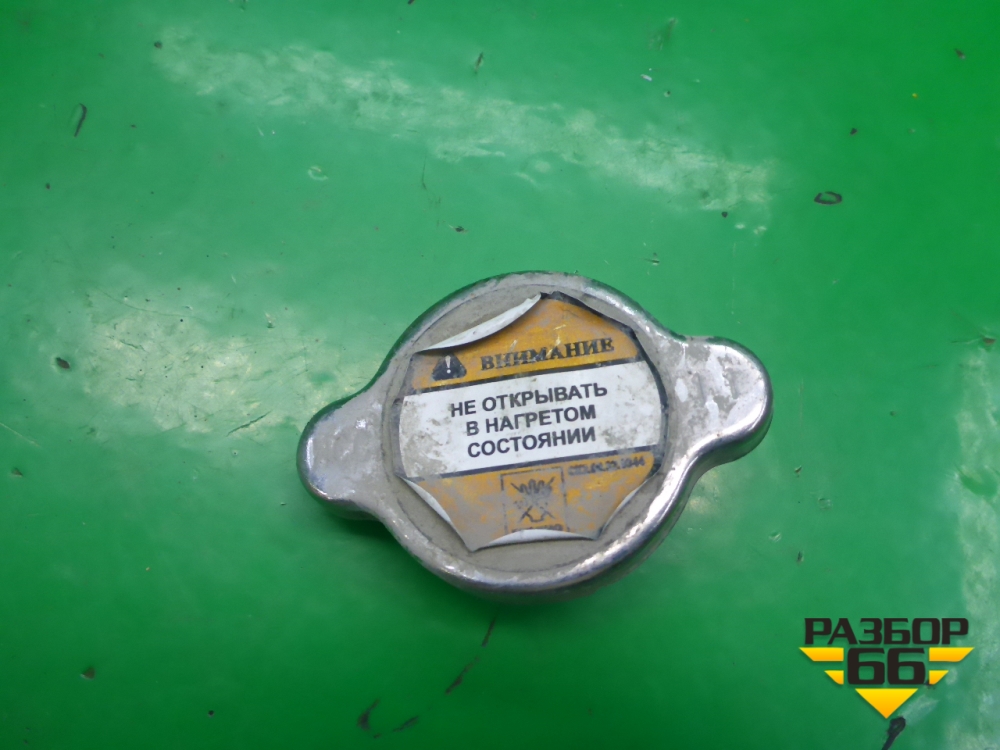 ВНИМАНИЕ
НЕ ОТКРЫВАТЬ
В НАГРЕТОМ
СОСТОЯНИИ
РАЗБОР
66